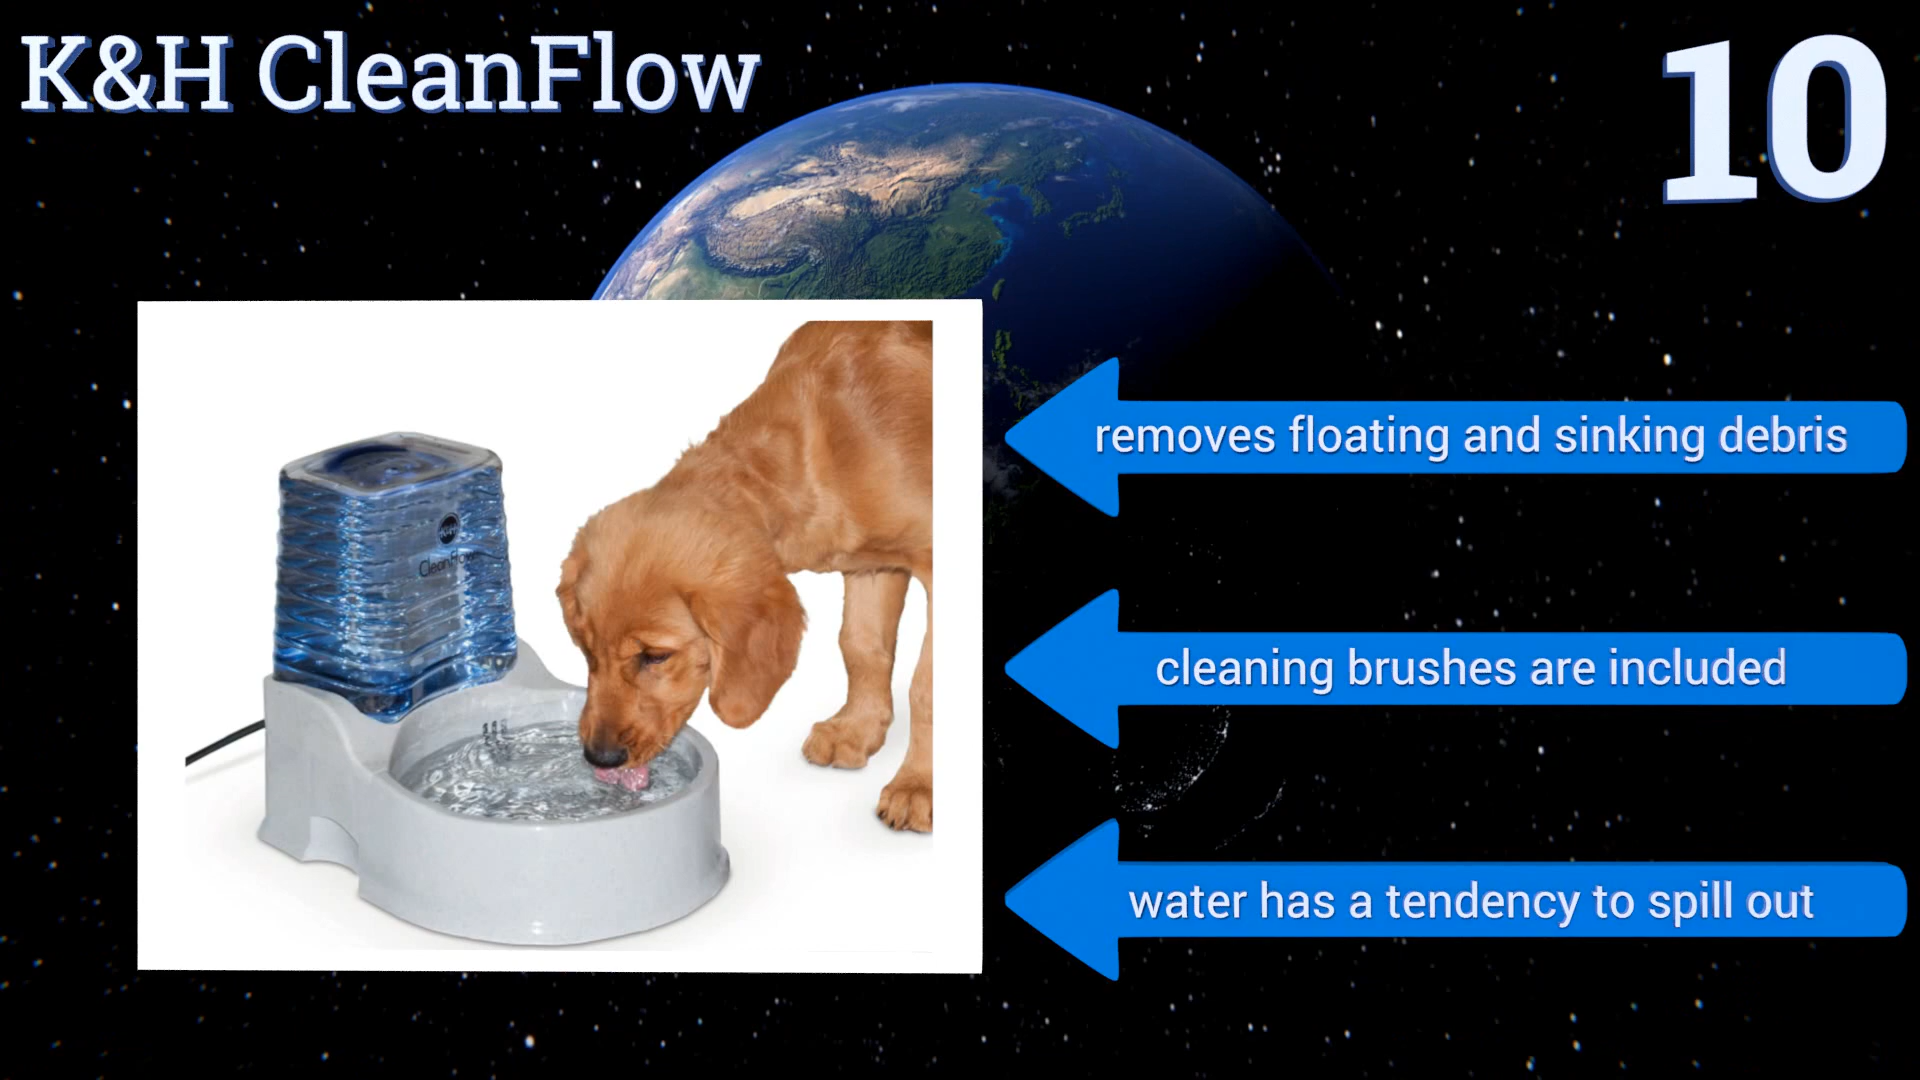 K&H CleanFlow
10
removes floating and sinking debris
K&H
CleanFlow
cleaning brushes are included
water has a tendency to spill out